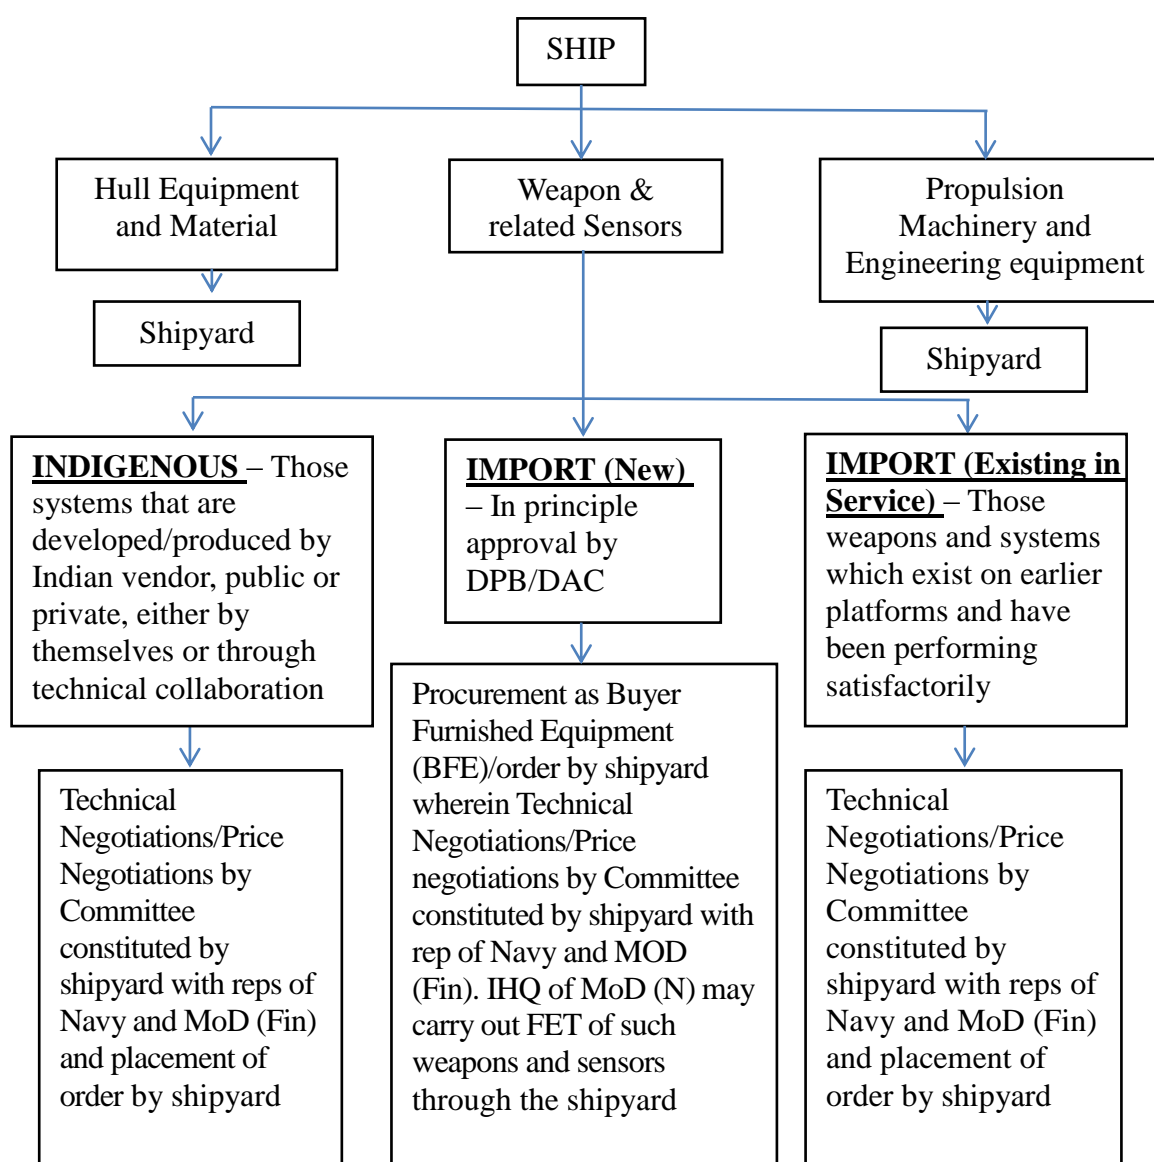 SHIP
Hull Equipment
and Material
Weapon &
related Sensors
Propulsion
Machinery and
Engineering equipment
Shipyard
Shipyard
INDIGENOUS – Those
systems that are
developed/produced by
Indian vendor, public or
private, either by
themselves or through
technical collaboration
IMPORT (New)
– In principle
approval by
DPB/DAC
IMPORT (Existing in
Service) – Those
weapons and systems
which exist on earlier
platforms and have
been performing
satisfactorily
Technical
Negotiations/Price
Negotiations by
Committee
constituted by
shipyard with reps of
Navy and MoD (Fin)
and placement of
order by shipyard
Procurement as Buyer
Furnished Equipment
(BFE)/order by shipyard
wherein Technical
Negotiations/Price
negotiations by Committee
constituted by shipyard with
rep of Navy and MOD
(Fin). IHQ of MoD (N) may
carry out FET of such
weapons and sensors
through the shipyard
Technical
Negotiations/Price
Negotiations by
Committee
constituted by
shipyard with reps of
Navy and MoD (Fin)
and placement of
order by shipyard